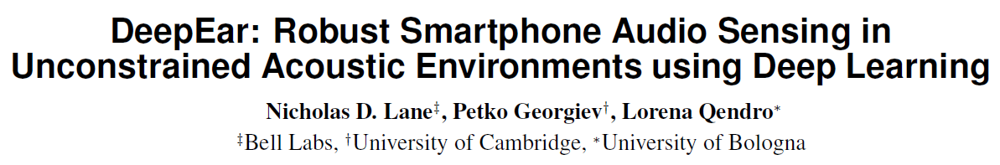 DeepEar: Robust Smartphone Audio Sensing in
Unconstrained Acoustic Environments using Deep Learning
Nicholas D. Lane‡, Petko Georgiev†, Lorena Qendro*
‡Bell Labs, †University of Cambridge, *University of Bologna